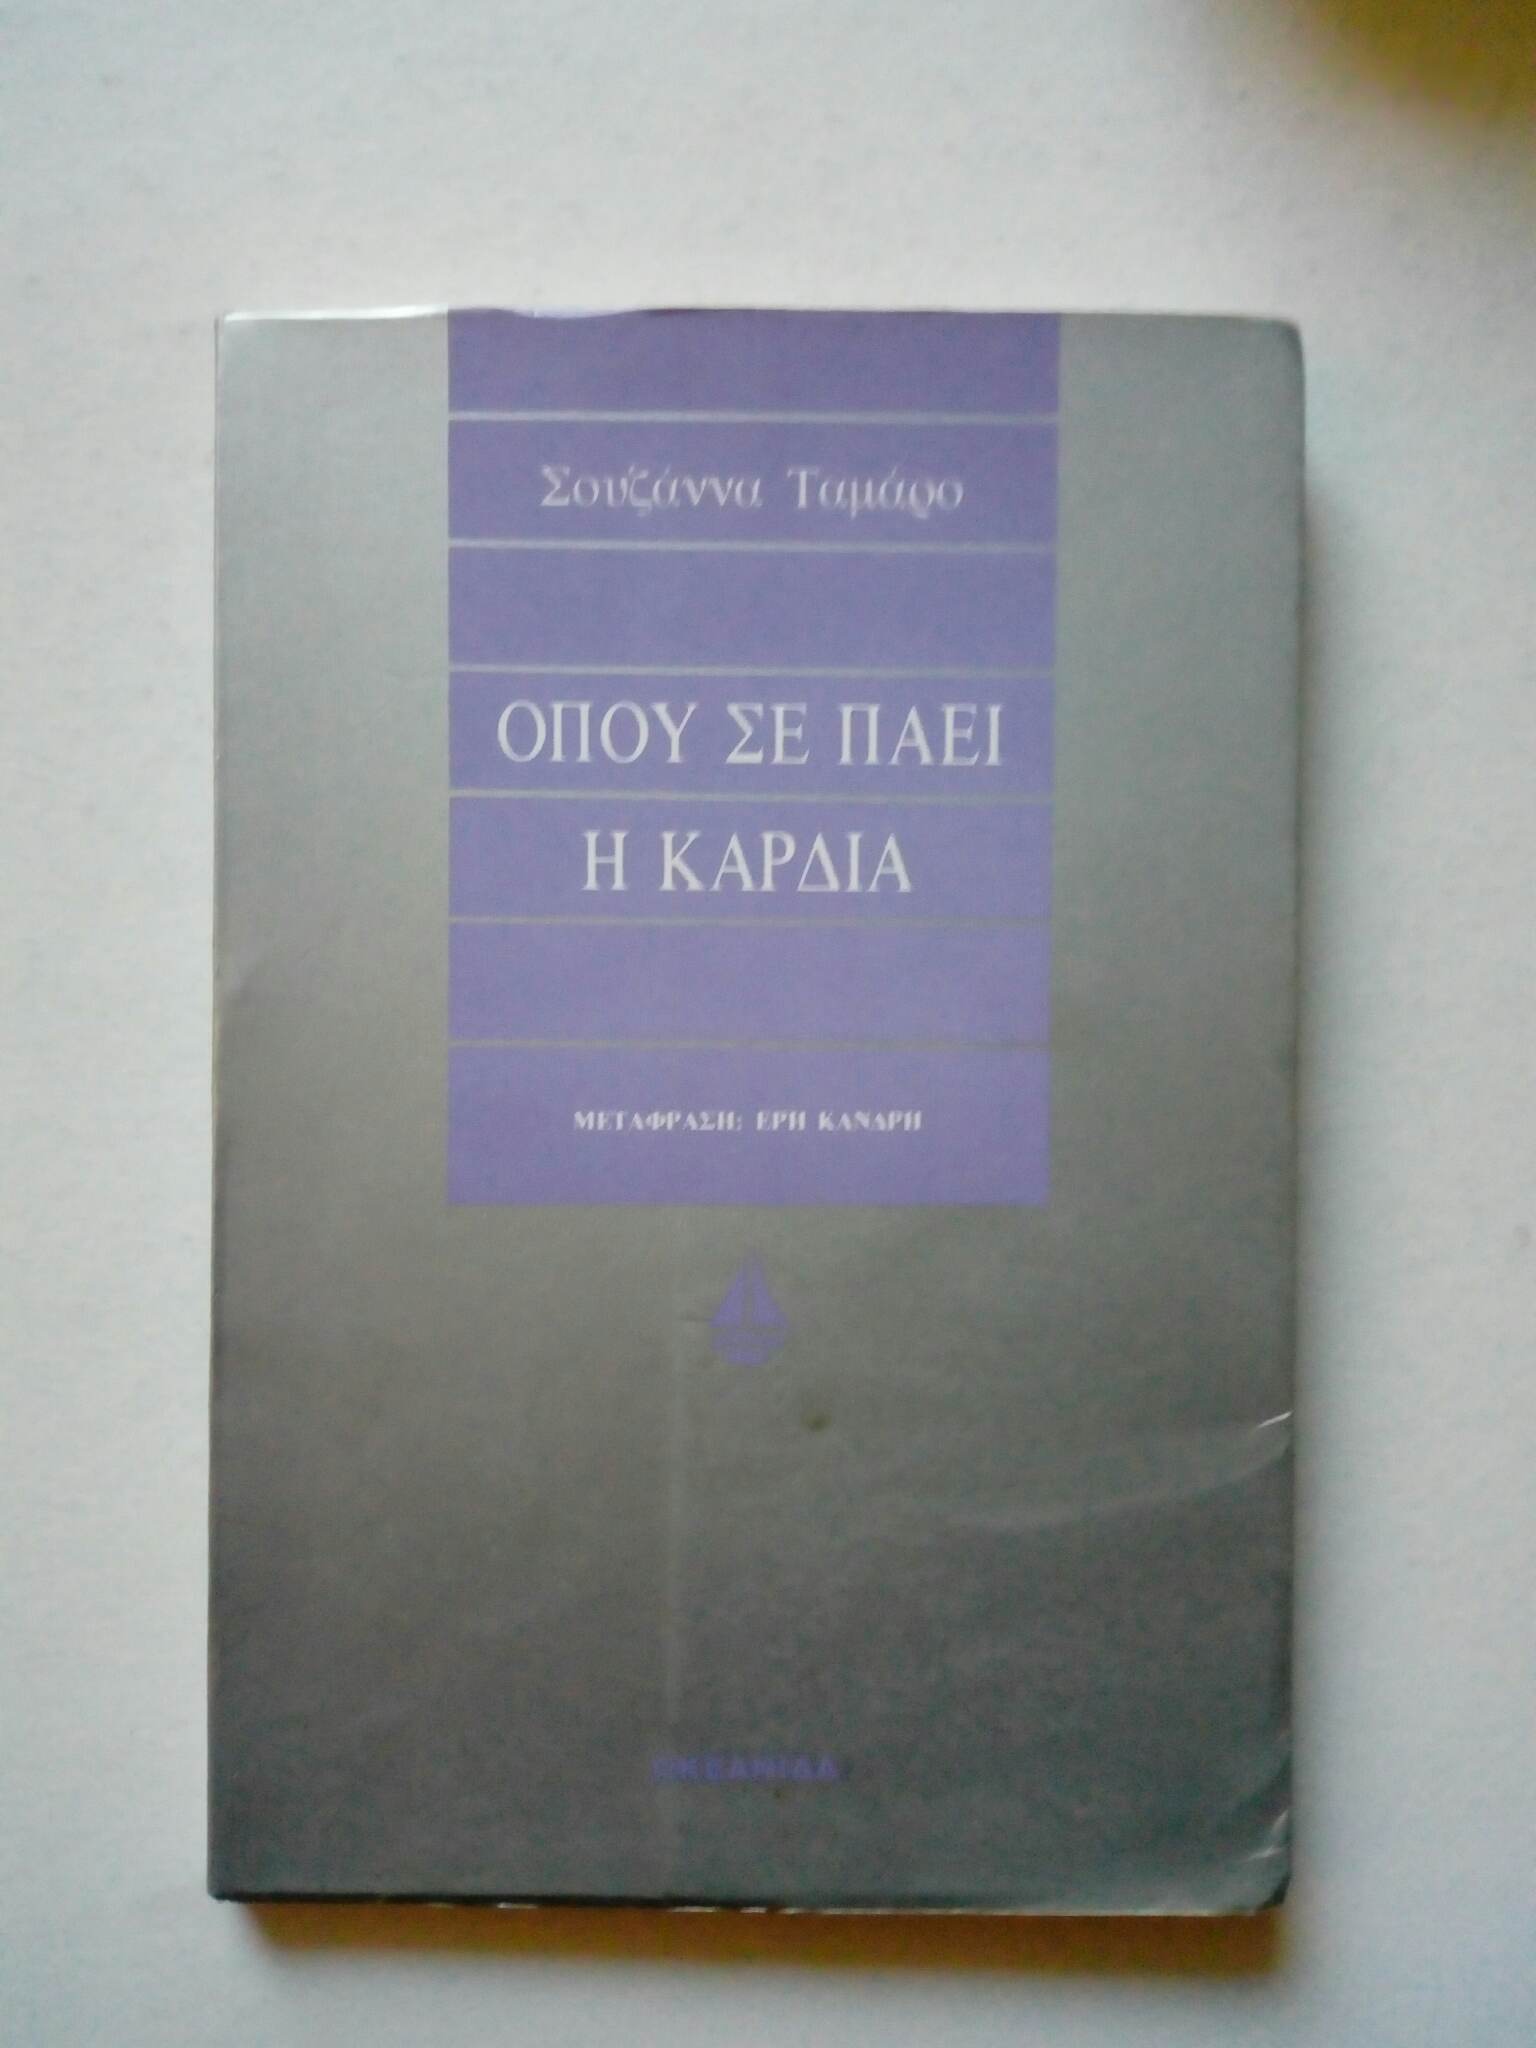 Σουζάννα Ταμάρο
ΟΠΟΥ ΣΕ ΠΑΕΙ
Η ΚΑΡΔΙΑ
ΜΕΤΑΦΡΑΣΗ: ΕΡΗ ΚΑΝΔΡΗ
ΩΚΕΑΝΙΔΑ